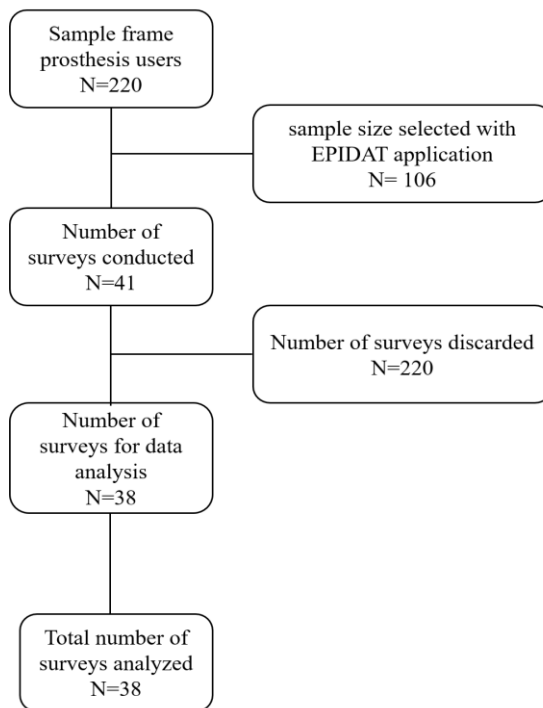 Sample frame
prosthesis users
N=220
sample size selected with
EPIDAT application
N= 106
Number of
surveys conducted
N=41
Number of surveys discarded
N=220
Number of
surveys for data
analysis
N=38
Total number of
surveys analyzed
N=38